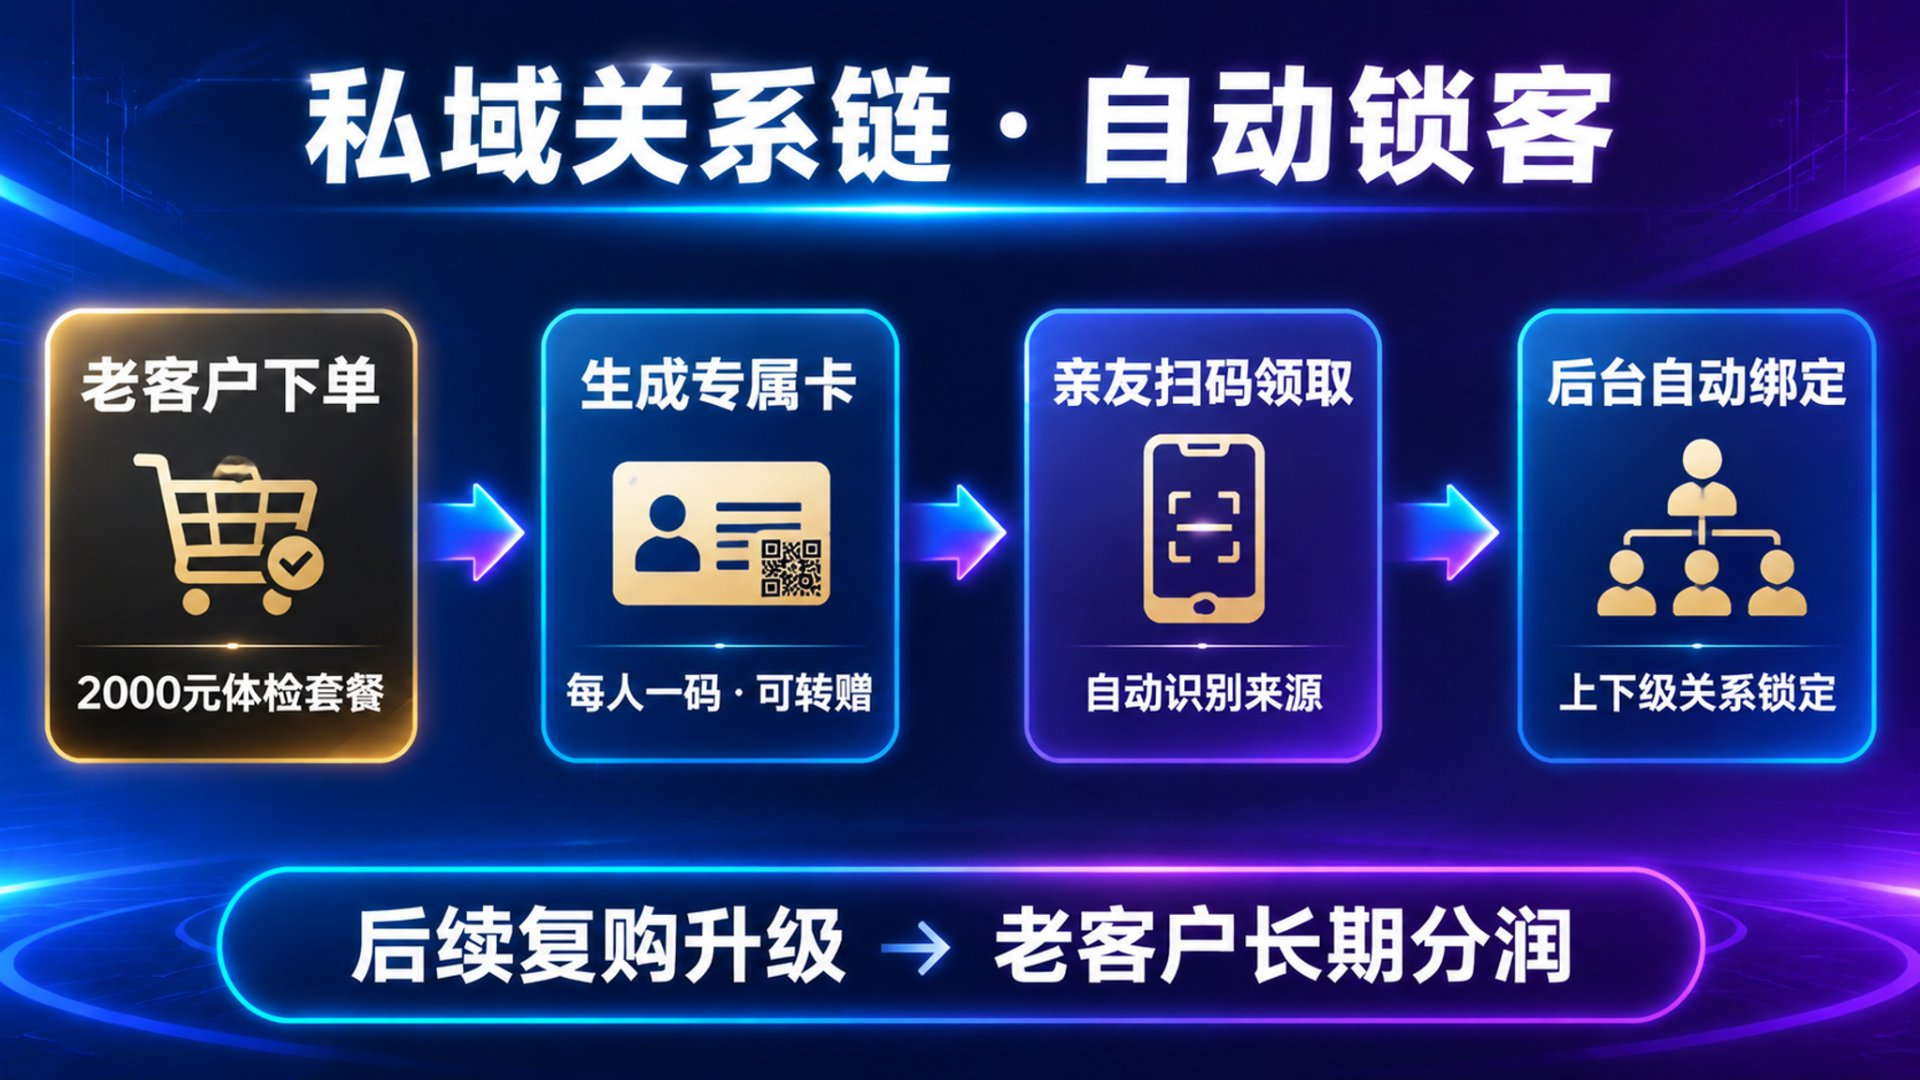 私域关系链·自动锁客
老客户下单
2000元体检套餐
生成专属卡
每人一码·可转赠
亲友扫码领取
自动识别来源
后台自动绑定
上下级关系锁定
后续复购升级→老客户长期分润